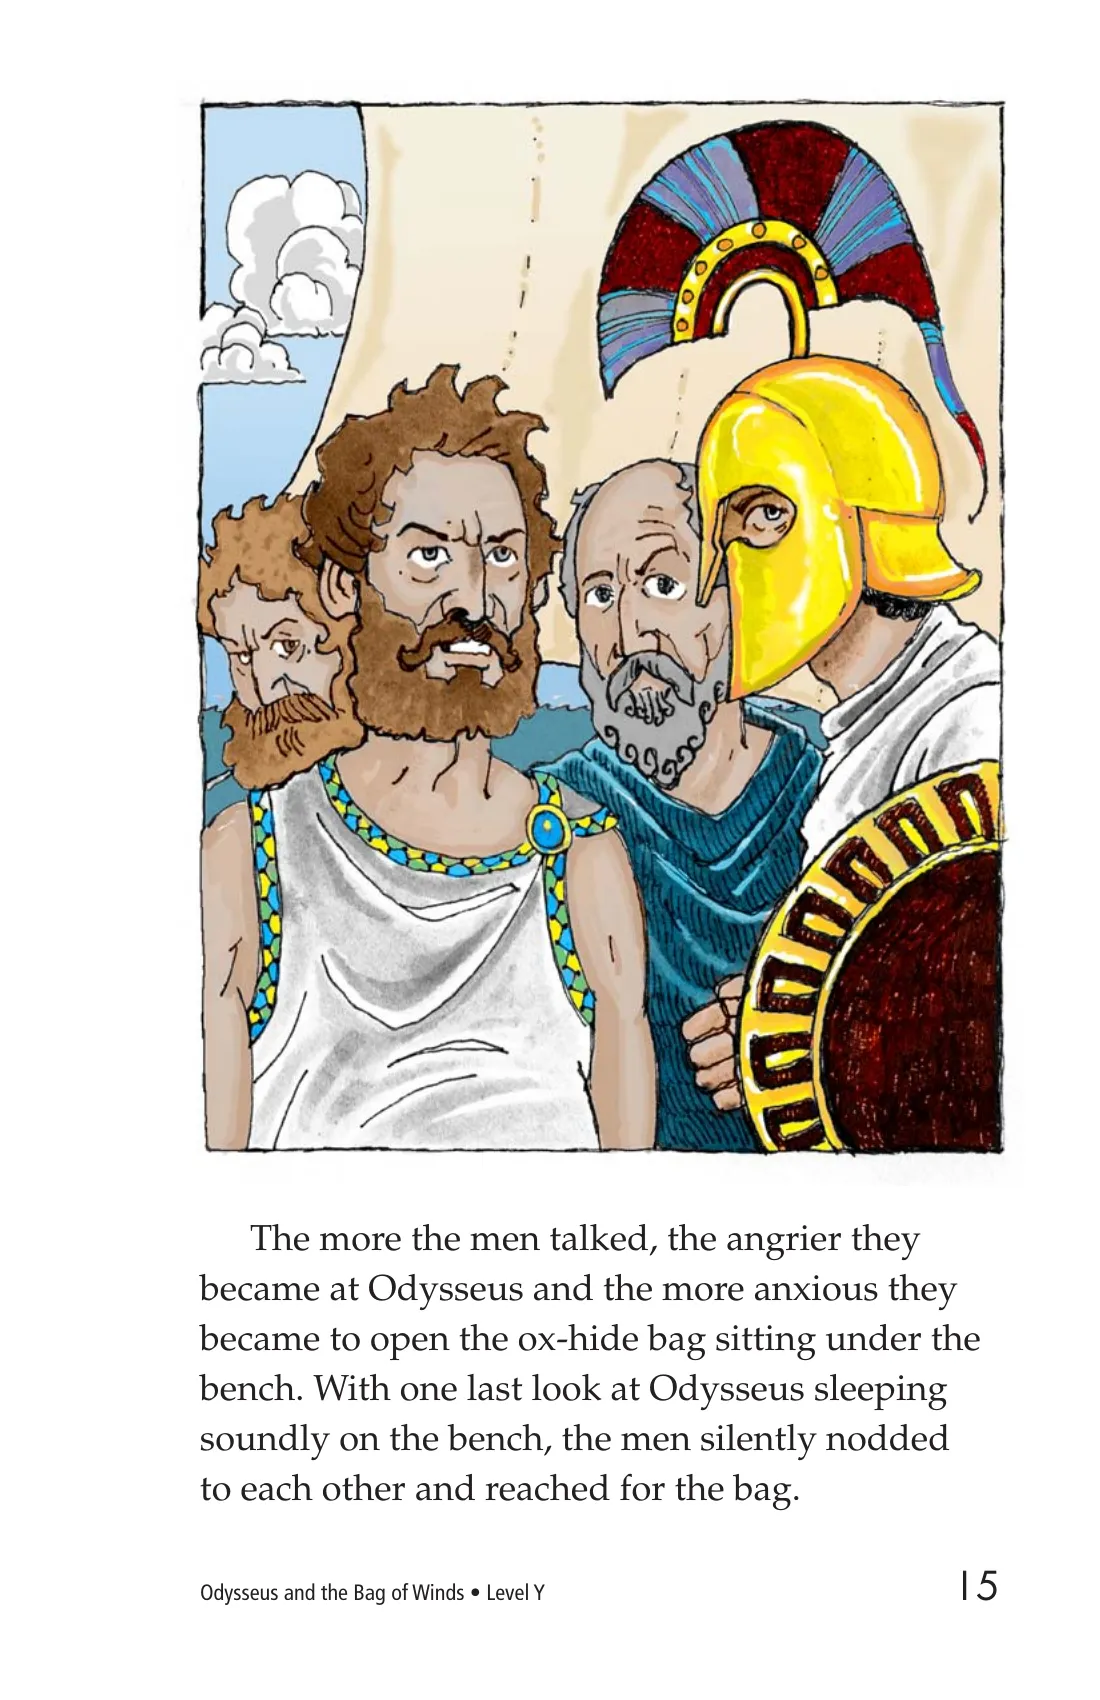 The more the men talked, the angrier they
became at Odysseus and the more anxious they
became to open the ox-hide bag sitting under the
bench. With one last look at Odysseus sleeping
soundly on the bench, the men silently nodded
to each other and reached for the bag.
Odysseus and the Bag of Winds • Level Y
15